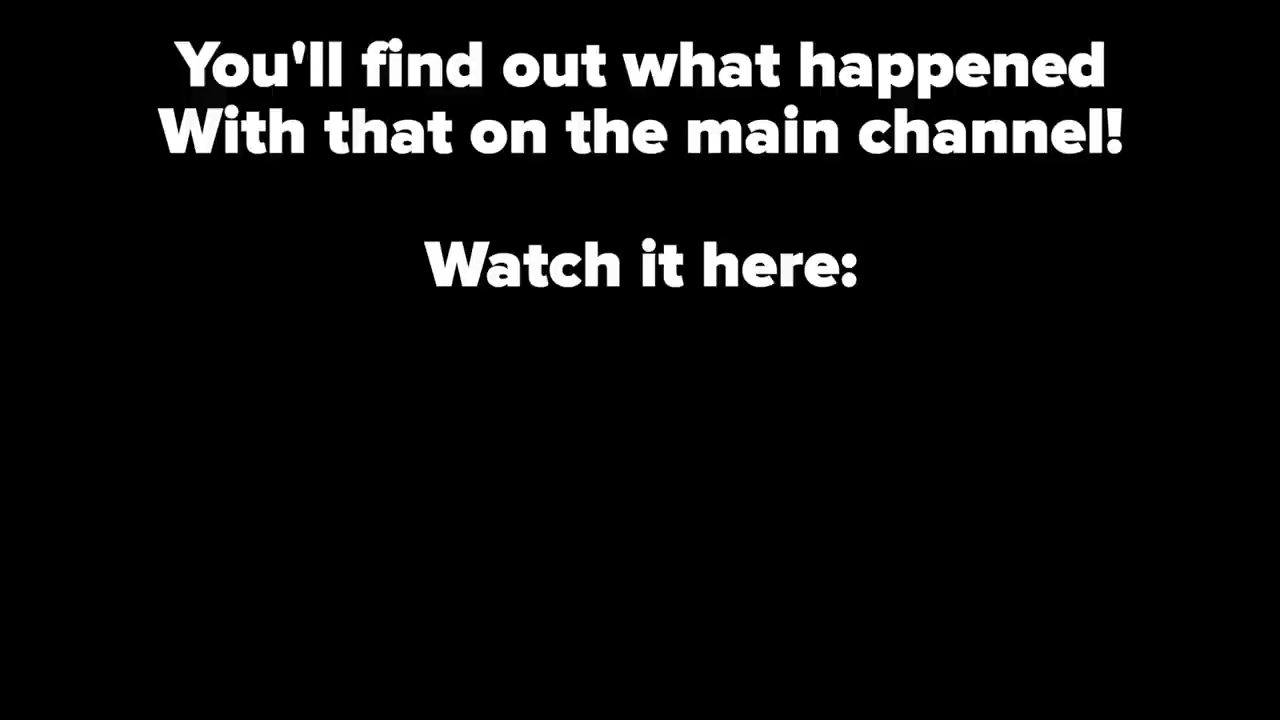 You'll find out what happened
With that on the main channel!
Watch it here: